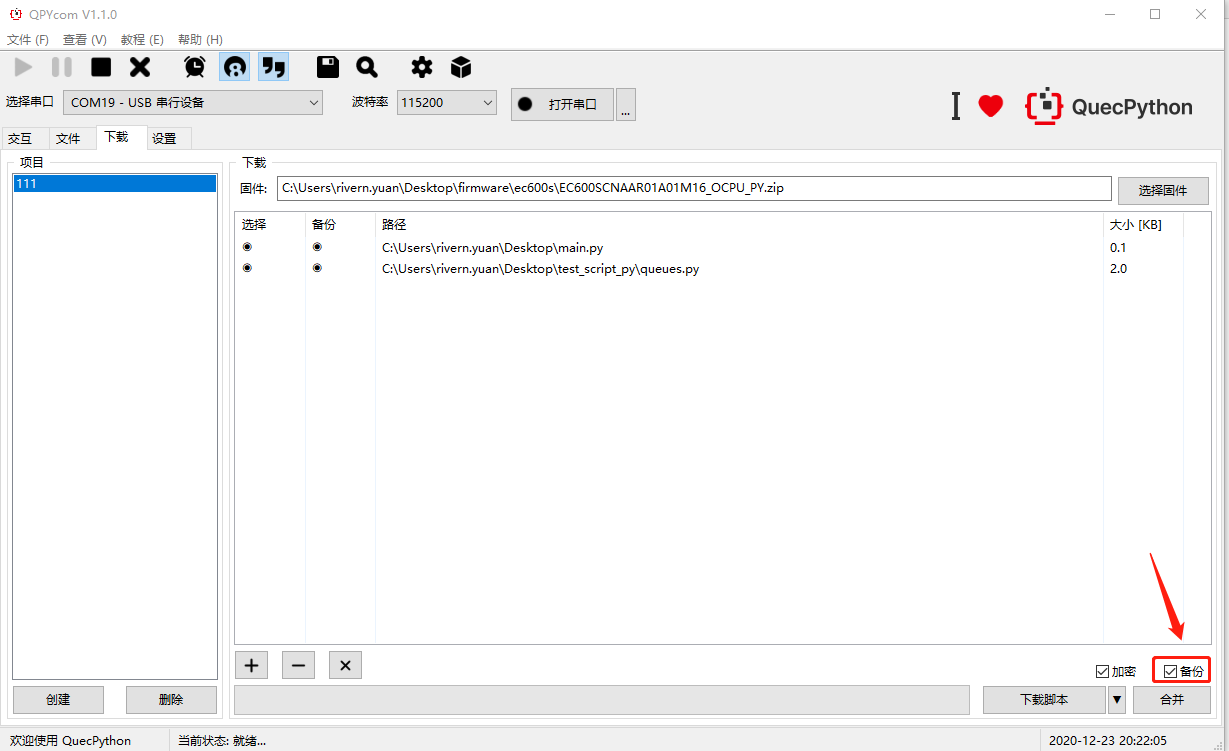 QPYcom V1.1.0
文件 (F) 查看 (V) 教程 (E) 帮助 (H)
选择串口 COM19 - USB 串行设备 波特率 115200 打开串口 ...
QuecPython
交互 文件 下载 设置
项目
111
下载
固件: C:\Users\rivern.yuan\Desktop\firmware\ec600s\EC600SCNAAR01A01M16_OCPU_PY.zip 选择固件
选择 备份 路径 大小 [KB]
C:\Users\rivern.yuan\Desktop\main.py 0.1
C:\Users\rivern.yuan\Desktop\test_script_py\queues.py 2.0
加密 备份
创建 删除 下载脚本 合并
欢迎使用 QuecPython 当前状态: 就绪... 2020-12-23 20:22:05